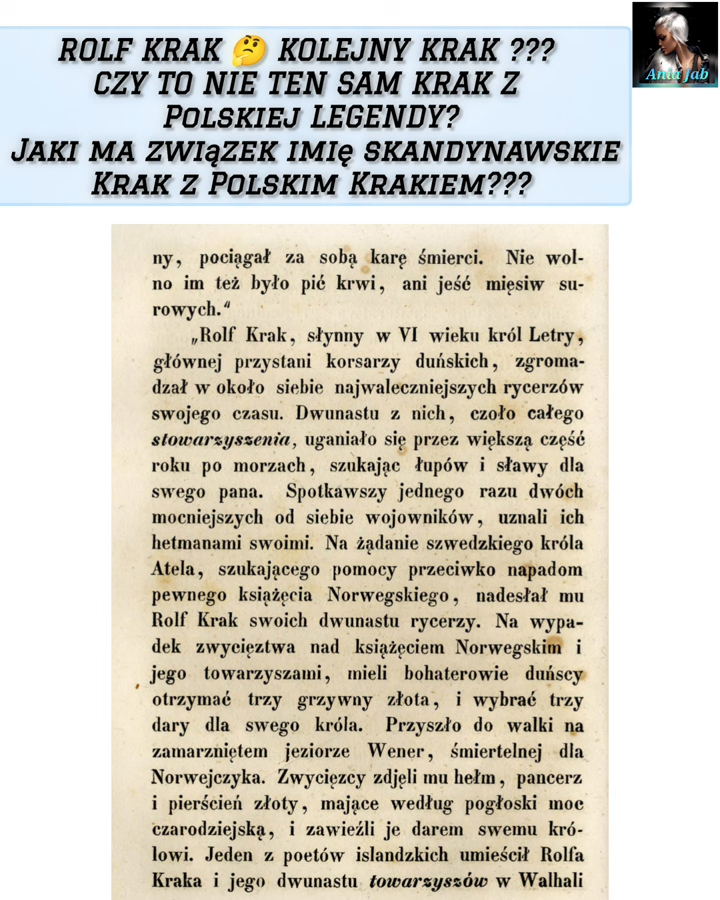 ROLF KRAK 🤔 KOLEJNY KRAK ???
CZY TO NIE TEN SAM KRAK Z
POLSKIEJ LEGENDY?
JAKI MA ZWIĄZEK IMIĘ SKANDYNAWSKIE
KRAK Z POLSKIM KRAKIEM???
Ania jab
ny, pociągał za sobą karę śmierci. Nie wol-
no im też było pić krwi, ani jeść mięsiw su-
rowych.“
„Rolf Krak, słynny w VI wieku król Letry,
głównej przystani korsarzy duńskich, zgroma-
dzał w około siebie najwaleczniejszych rycerzów
swojego czasu. Dwunastu z nich, czoło całego
stowarzyszenia, uganiało się przez większą część
roku po morzach, szukając łupów i sławy dla
swego pana. Spotkawszy jednego razu dwóch
mocniejszych od siebie wojowników, uznali ich
hetmanami swoimi. Na żądanie szwedzkiego króla
Atela, szukającego pomocy przeciwko napadom
pewnego książęcia Norwegskiego, nadesłał mu
Rolf Krak swoich dwunastu rycerzy. Na wypa-
dek zwycięztwa nad książęciem Norwegskim i
jego towarzyszami, mieli bohaterowie duńscy
otrzymać trzy grzywny złota, i wybrać trzy
dary dla swego króla. Przyszło do walki na
zamarzniętem jeziorze Wener, śmiertelnej dla
Norwejczyka. Zwycięzcy zdjęli mu hełm, pancerz
i pierścień złoty, mające według pogłoski moc
czarodziejską, i zawieźli je darem swemu kró-
lowi. Jeden z poetów islandzkich umieścił Rolfa
Kraka i jego dwunastu towarzyszów w Walhali